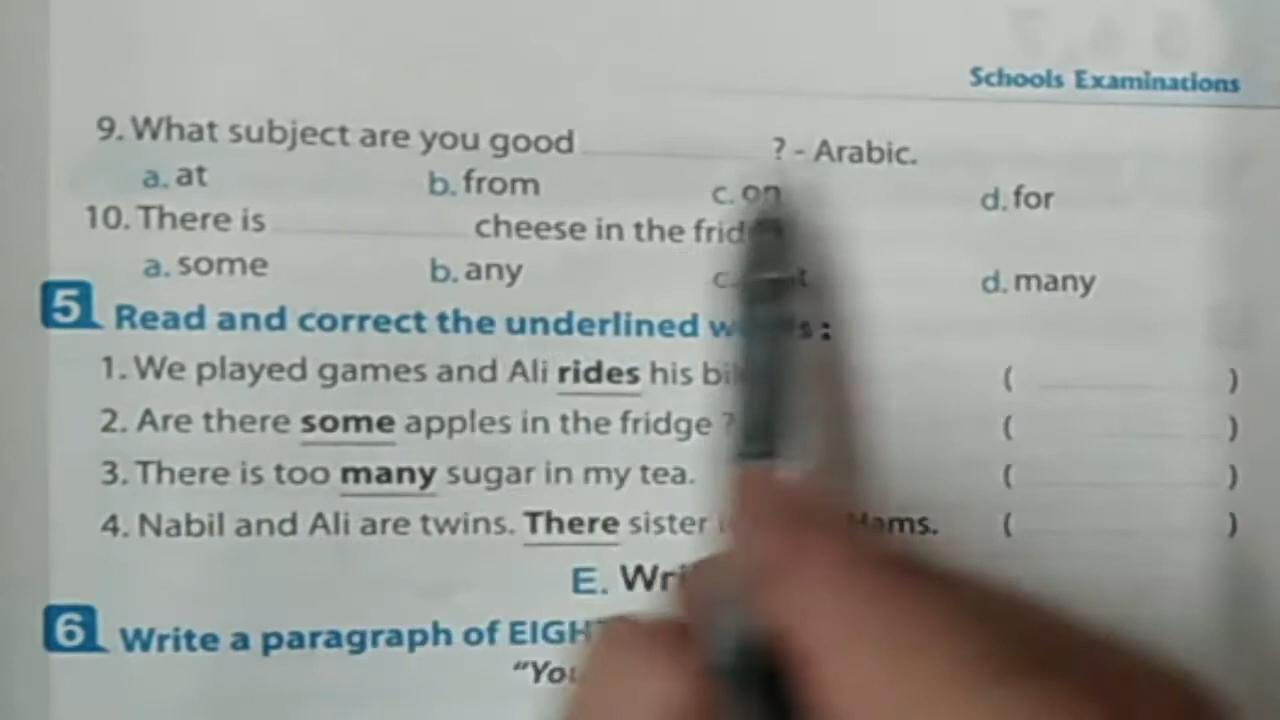 Schools Examinations
9. What subject are you good ? - Arabic.
a. at b. from c. on d. for
10. There is cheese in the
a. some b. any c. d. many
5 Read and correct the underlined :
1. We played games and Ali rides his ( )
2. Are there some apples in the fridge ? ( )
3. There is too many sugar in my tea. ( )
4. Nabil and Ali are twins. There sister Hams. ( )
E.
6 Write a paragraph of